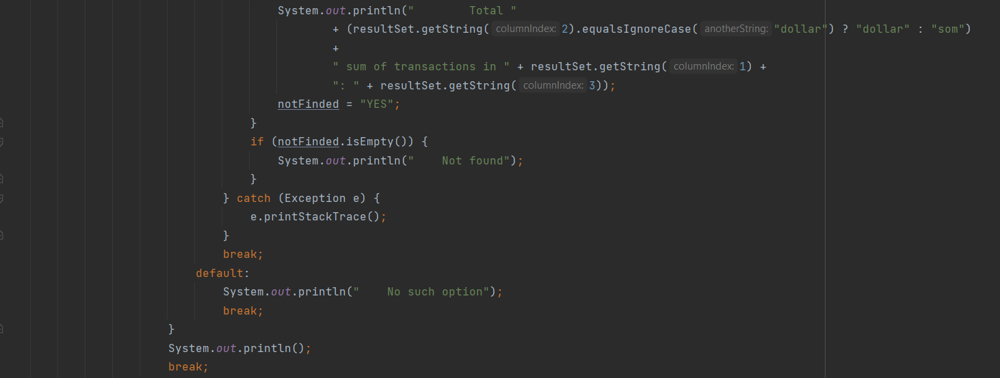 System.out.println("        Total "
+ (resultSet.getString( columnIndex: 2).equalsIgnoreCase( anotherString: "dollar") ? "dollar" : "som")
+
" sum of transactions in " + resultSet.getString( columnIndex: 1) +
": " + resultSet.getString( columnIndex: 3));
notFinded = "YES";
}
if (notFinded.isEmpty()) {
System.out.println("    Not found");
}
} catch (Exception e) {
e.printStackTrace();
}
break;
default:
System.out.println("    No such option");
break;
}
System.out.println();
break;